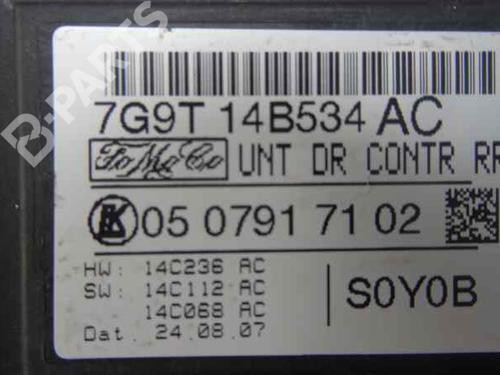 7G9T 14B534 AC
FoMoCo UNT DR CONTR RR
K 05 0791 71 02
HW: 14C236 AC
SW: 14C112 AC
14C068 AC
Dat. 24.08.07
S0Y0B